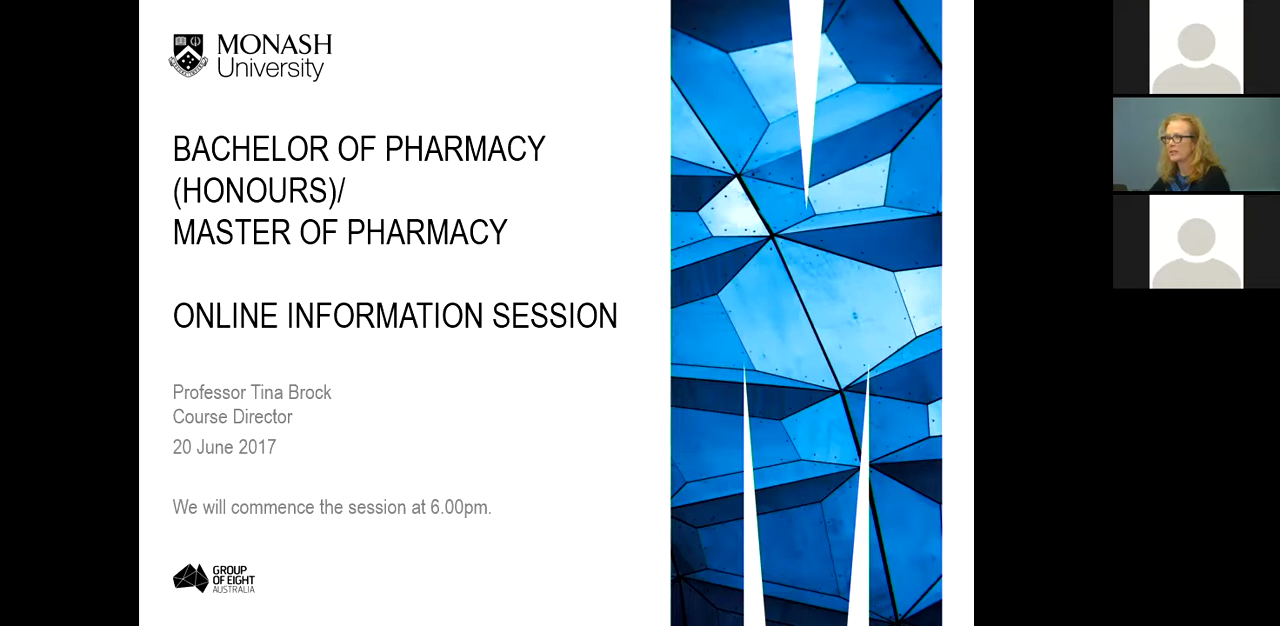 MONASH
University
BACHELOR OF PHARMACY
(HONOURS)/
MASTER OF PHARMACY
ONLINE INFORMATION SESSION
Professor Tina Brock
Course Director
20 June 2017
We will commence the session at 6.00pm.
GROUP
OF EIGHT
AUSTRALIA